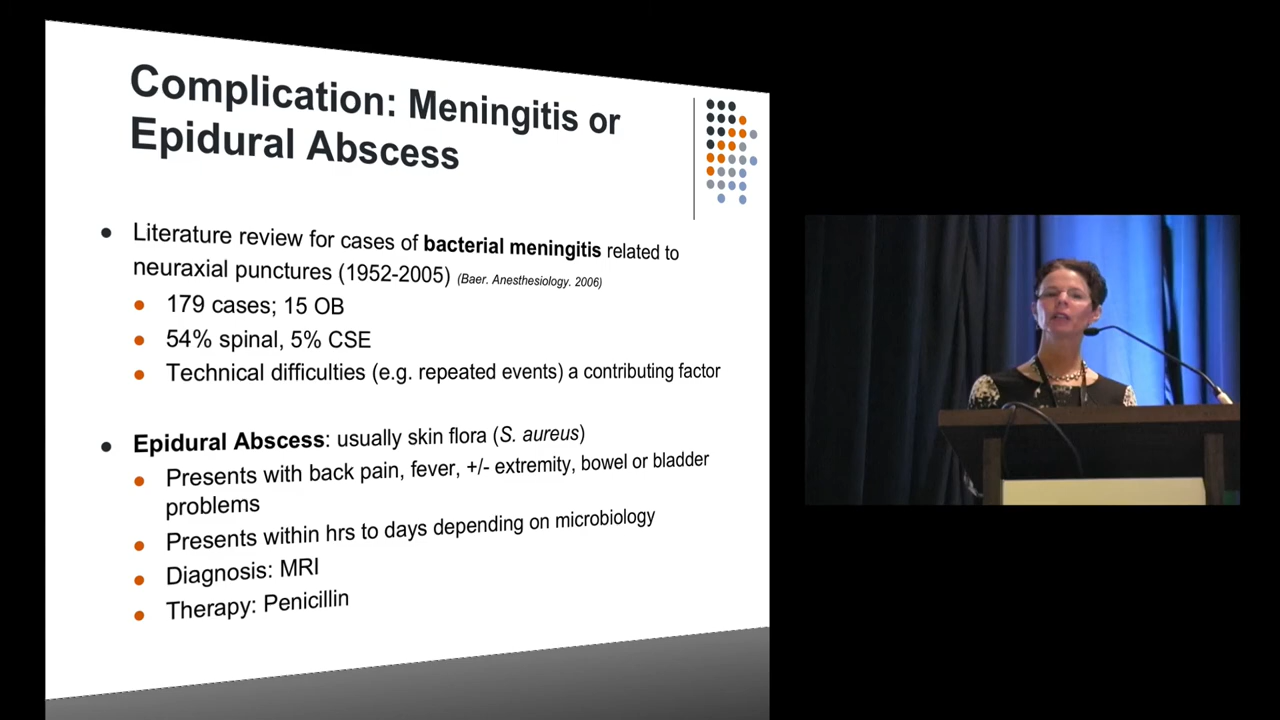 Complication: Meningitis or
Epidural Abscess
• Literature review for cases of bacterial meningitis related to
neuraxial punctures (1952-2005) (Baer. Anesthesiology. 2006)
• 179 cases; 15 OB
• 54% spinal, 5% CSE
• Technical difficulties (e.g. repeated events) a contributing factor
• Epidural Abscess: usually skin flora (S. aureus)
• Presents with back pain, fever, +/- extremity, bowel or bladder
problems
• Presents within hrs to days depending on microbiology
• Diagnosis: MRI
• Therapy: Penicillin